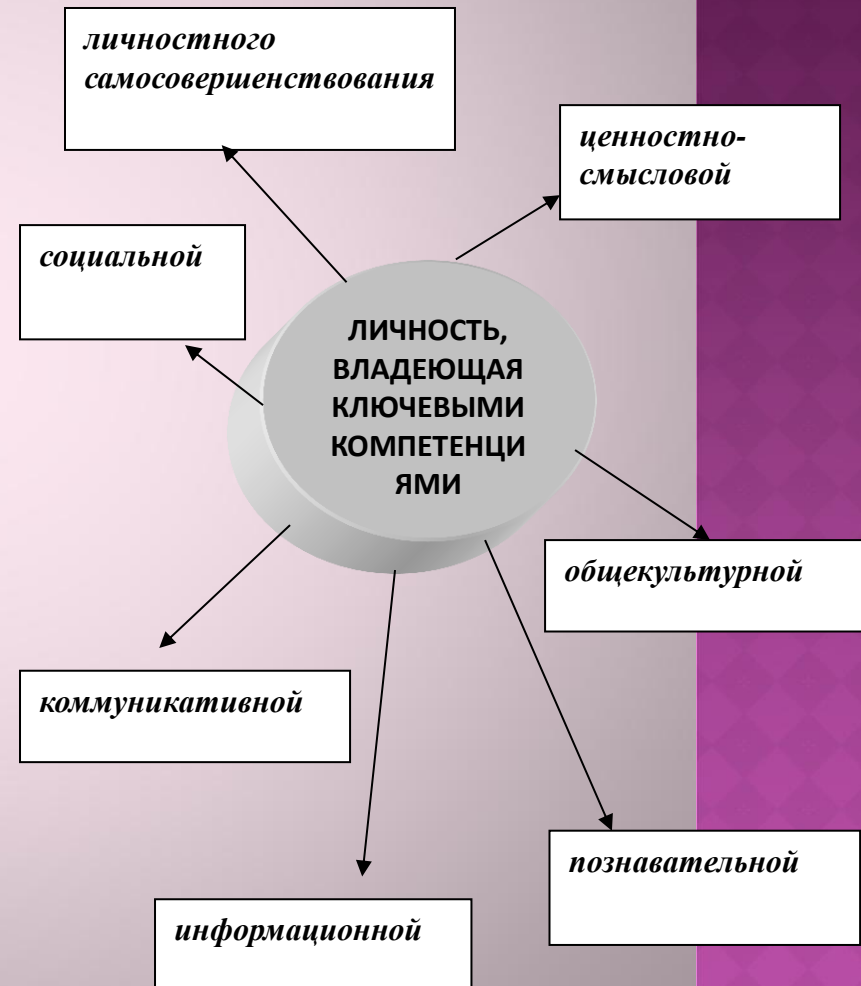 личностного
самосовершенствования
ценностно-
смысловой
социальной
ЛИЧНОСТЬ,
ВЛАДЕЮЩАЯ
КЛЮЧЕВЫМИ
КОМПЕТЕНЦИ
ЯМИ
общекультурной
коммуникативной
познавательной
информационной